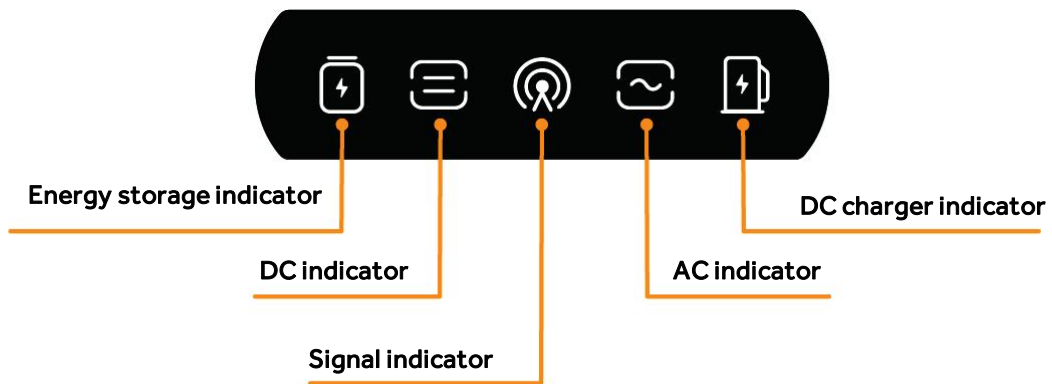 Energy storage indicator
DC charger indicator
DC indicator
AC indicator
Signal indicator